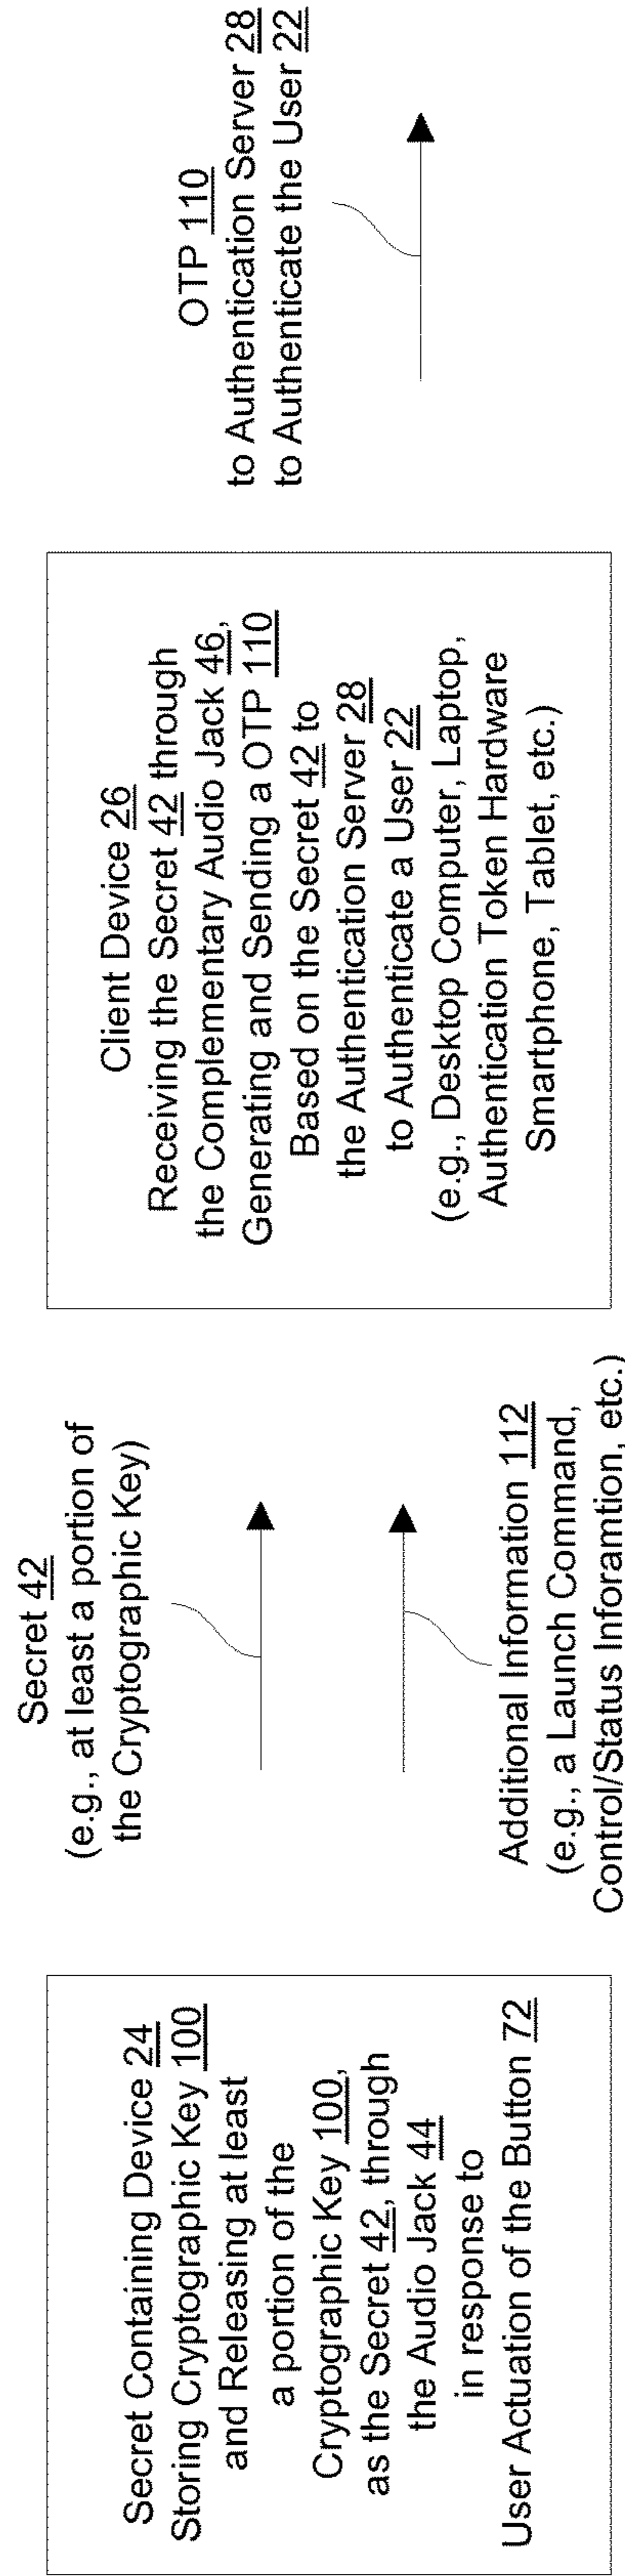 Secret Containing Device 24
Storing Cryptographic Key 100
and Releasing at least
a portion of the
Cryptographic Key 100,
as the Secret 42, through
the Audio Jack 44
in response to
User Actuation of the Button 72
Secret 42
(e.g., at least a portion of
the Cryptographic Key)
Additional Information 112
(e.g., a Launch Command,
Control/Status Inforamtion, etc.)
Client Device 26
Receiving the Secret 42 through
the Complementary Audio Jack 46,
Generating and Sending a OTP 110
Based on the Secret 42 to
the Authentication Server 28
to Authenticate a User 22
(e.g., Desktop Computer, Laptop,
Authentication Token Hardware
Smartphone, Tablet, etc.)
OTP 110
to Authentication Server 28
to Authenticate the User 22